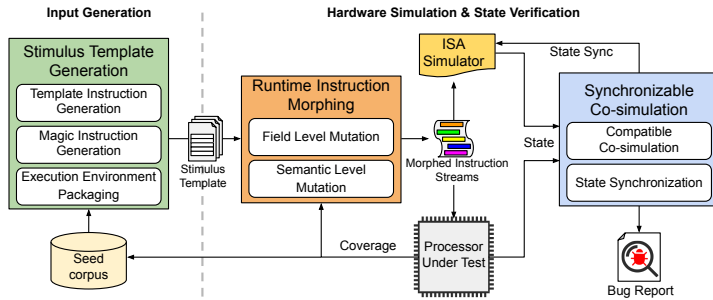 Input Generation
Hardware Simulation & State Verification
Stimulus Template
Generation
Template Instruction
Generation
Magic Instruction
Generation
Execution Environment
Packaging
Seed
corpus
Stimulus
Template
Runtime Instruction
Morphing
Field Level Mutation
Semantic Level
Mutation
Coverage
ISA
Simulator
Morphed Instruction
Streams
Processor
Under Test
State Sync
State
Synchronizable
Co-simulation
Compatible
Co-simulation
State Synchronization
Bug Report